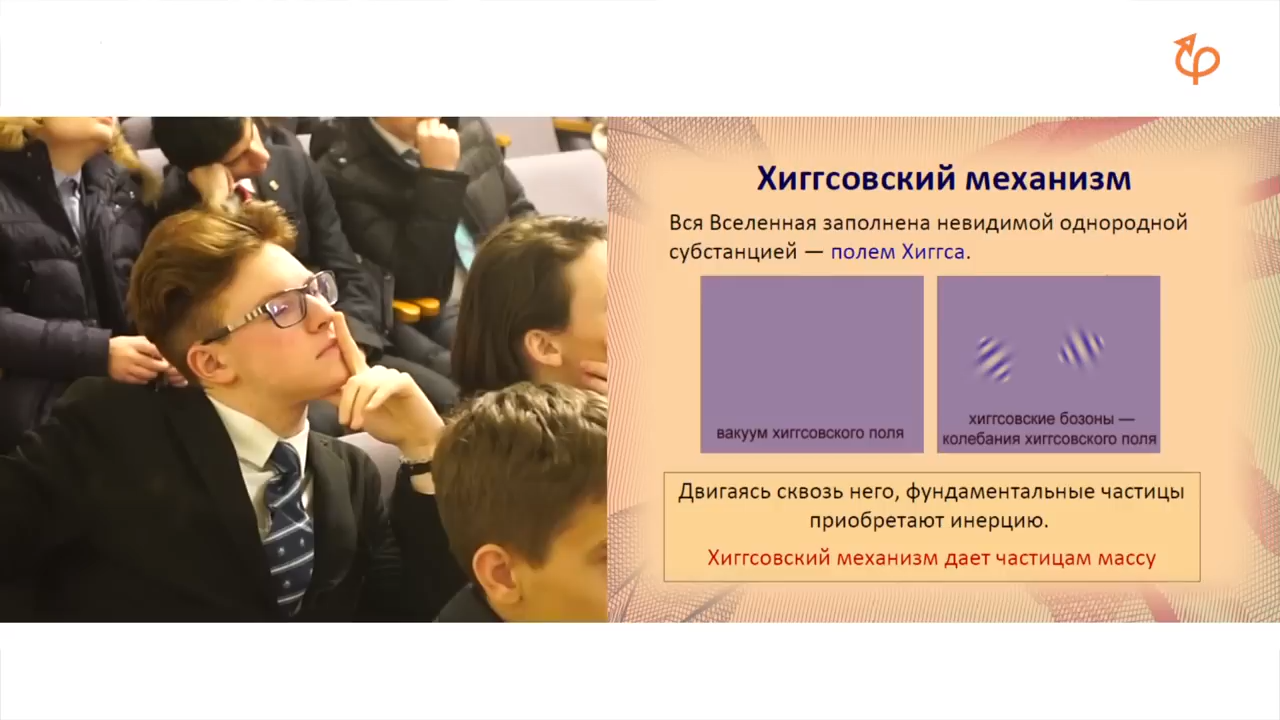 Хиггсовский механизм
Вся Вселенная заполнена невидимой однородной
субстанцией — полем Хиггса.
вакуум хиггсовского поля
хиггсовские бозоны —
колебания хиггсовского поля
Двигаясь сквозь него, фундаментальные частицы
приобретают инерцию.
Хиггсовский механизм дает частицам массу